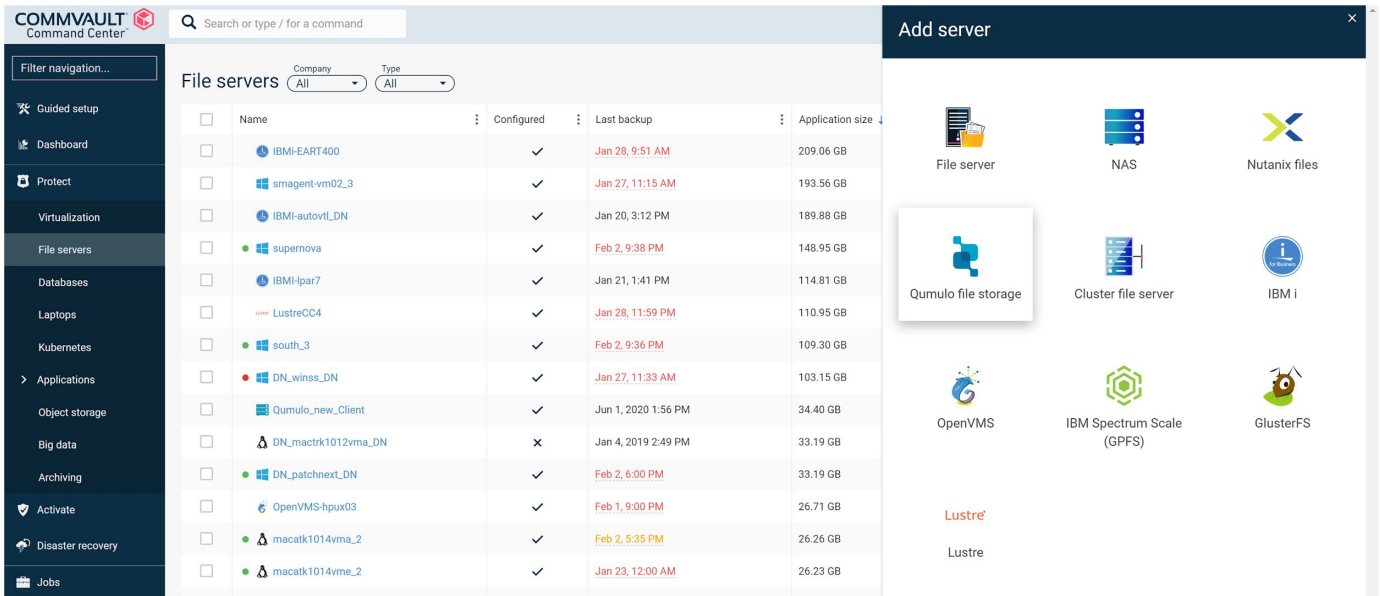 COMMVAULT
Command Center™
Search or type / for a command
Filter navigation...
Guided setup
Dashboard
Protect
Virtualization
File servers
Databases
Laptops
Kubernetes
Applications
Object storage
Big data
Archiving
Activate
Disaster recovery
Jobs
File servers
Company
All
Type
All
Name Configured Last backup Application size
IBMi-EART400 Jan 28, 9:51 AM 209.06 GB
smagent-vm02_3 Jan 27, 11:15 AM 193.56 GB
IBMI-autovtl_DN Jan 20, 3:12 PM 189.88 GB
supernova Feb 2, 9:38 PM 148.95 GB
IBMI-lpar7 Jan 21, 1:41 PM 114.81 GB
Lustre LustreCC4 Jan 28, 11:59 PM 110.95 GB
south_3 Feb 2, 9:36 PM 109.30 GB
DN_winss_DN Jan 27, 11:33 AM 103.15 GB
Qumulo_new_Client Jun 1, 2020 1:56 PM 34.40 GB
DN_mactrk1012vma_DN Jan 4, 2019 2:49 PM 33.19 GB
DN_patchnext_DN Feb 2, 6:00 PM 33.19 GB
OpenVMS-hpux03 Feb 1, 9:00 PM 26.71 GB
macatk1014vma_2 Feb 2, 5:35 PM 26.26 GB
macatk1014vme_2 Jan 23, 12:00 AM 26.23 GB
Add server
File server
NAS
Nutanix files
Qumulo file storage
Cluster file server
i
for Business
IBM i
OpenVMS
IBM Spectrum Scale
(GPFS)
GlusterFS
Lustre
Lustre